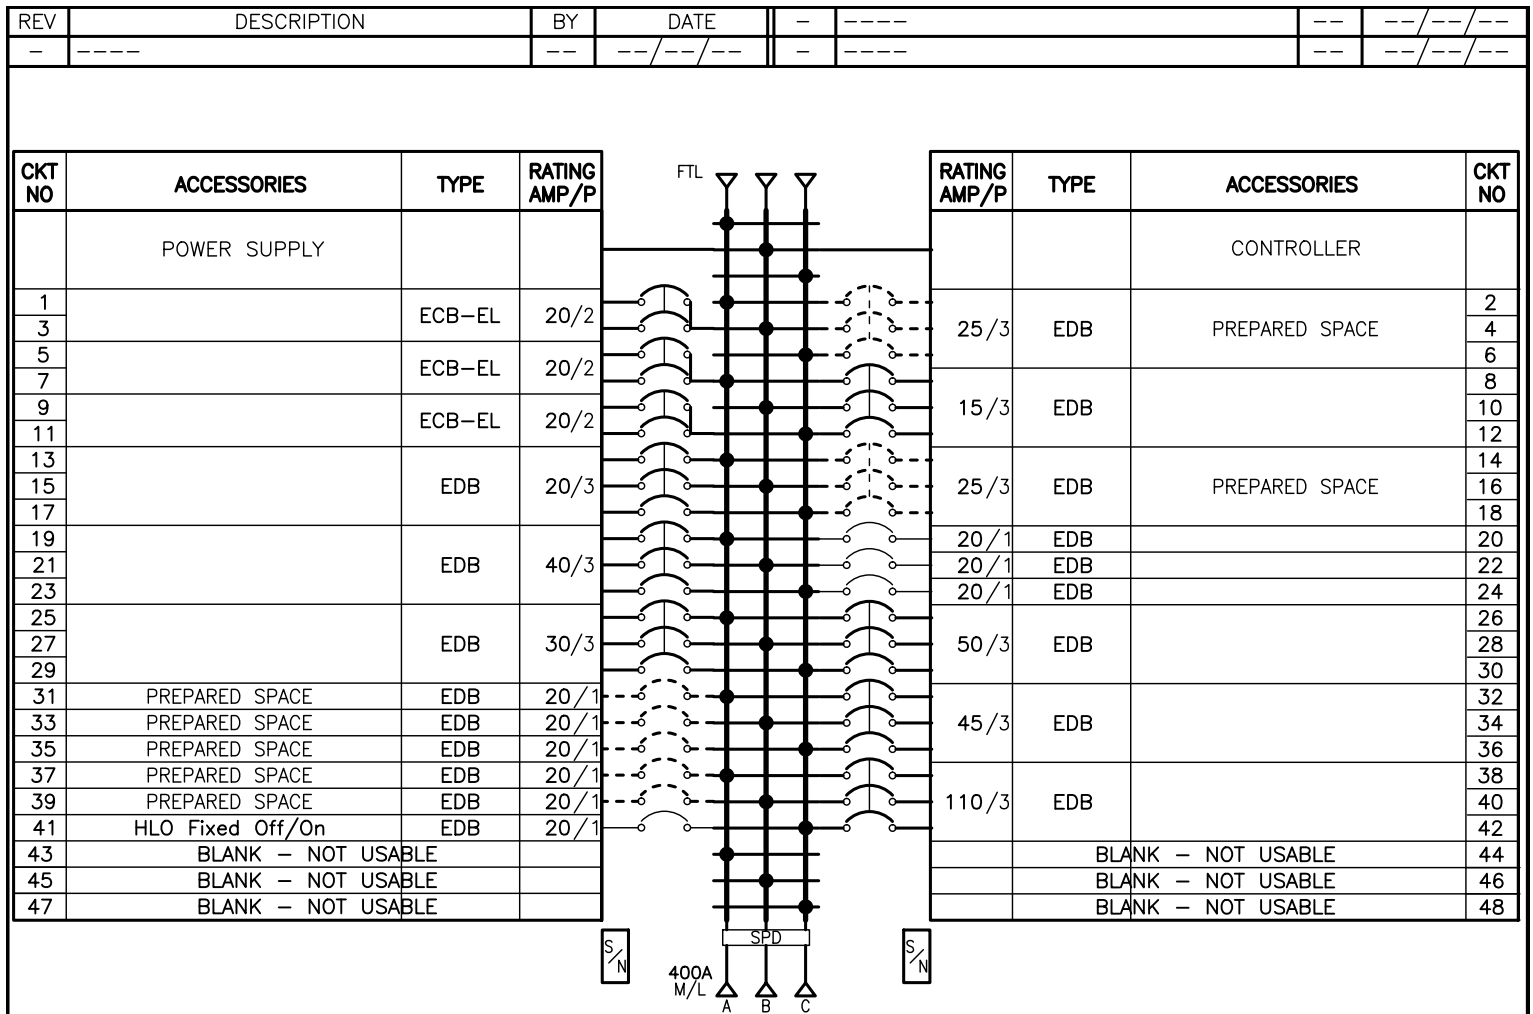 REV DESCRIPTION BY DATE - ---- -- --/--/--
- ---- -- --/--/-- - ---- -- --/--/--
CKT NO ACCESSORIES TYPE RATING AMP/P FTL RATING AMP/P TYPE ACCESSORIES CKT NO
POWER SUPPLY CONTROLLER
1 2
ECB-EL 20/2
3 25/3 EDB PREPARED SPACE 4
5 6
ECB-EL 20/2
7 8
9 15/3 EDB 10
ECB-EL 20/2
11 12
13 14
15 EDB 20/3 25/3 EDB PREPARED SPACE 16
17 18
19 20/1 EDB 20
21 EDB 40/3 20/1 EDB 22
23 20/1 EDB 24
25 26
27 EDB 30/3 50/3 EDB 28
29 30
31 PREPARED SPACE EDB 20/1 32
33 PREPARED SPACE EDB 20/1 45/3 EDB 34
35 PREPARED SPACE EDB 20/1 36
37 PREPARED SPACE EDB 20/1 38
39 PREPARED SPACE EDB 20/1 110/3 EDB 40
41 HLO Fixed Off/On EDB 20/1 42
43 BLANK - NOT USABLE BLANK - NOT USABLE 44
45 BLANK - NOT USABLE BLANK - NOT USABLE 46
47 BLANK - NOT USABLE BLANK - NOT USABLE 48
S/N SPD S/N
400A
M/L
A B C